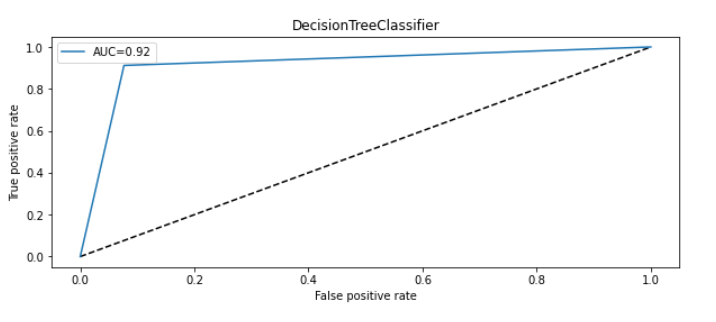 DecisionTreeClassifier
AUC=0.92
True positive rate
1.0
0.8
0.6
0.4
0.2
0.0
0.0 0.2 0.4 0.6 0.8 1.0
False positive rate